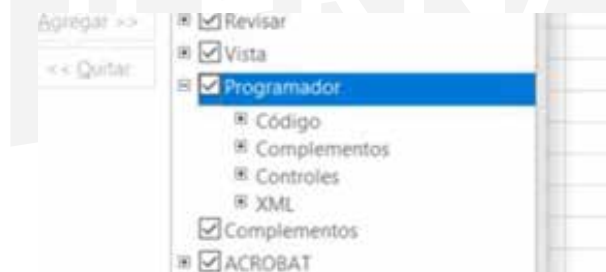 Agregar >>
<< Quitar
Revisar
Vista
Programador
Código
Complementos
Controles
XML
Complementos
ACROBAT